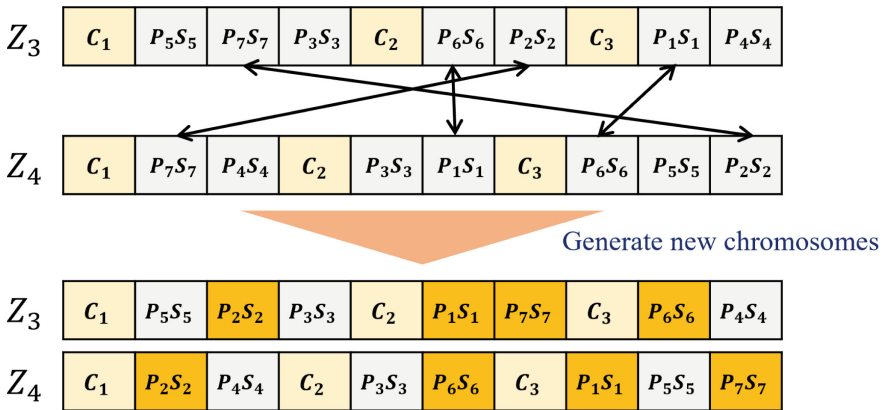 Z₃ C₁ P₅S₅ P₇S₇ P₃S₃ C₂ P₆S₆ P₂S₂ C₃ P₁S₁ P₄S₄
Z₄ C₁ P₇S₇ P₄S₄ C₂ P₃S₃ P₁S₁ C₃ P₆S₆ P₅S₅ P₂S₂
Generate new chromosomes
Z₃ C₁ P₅S₅ P₂S₂ P₃S₃ C₂ P₁S₁ P₇S₇ C₃ P₆S₆ P₄S₄
Z₄ C₁ P₂S₂ P₄S₄ C₂ P₃S₃ P₆S₆ C₃ P₁S₁ P₅S₅ P₇S₇